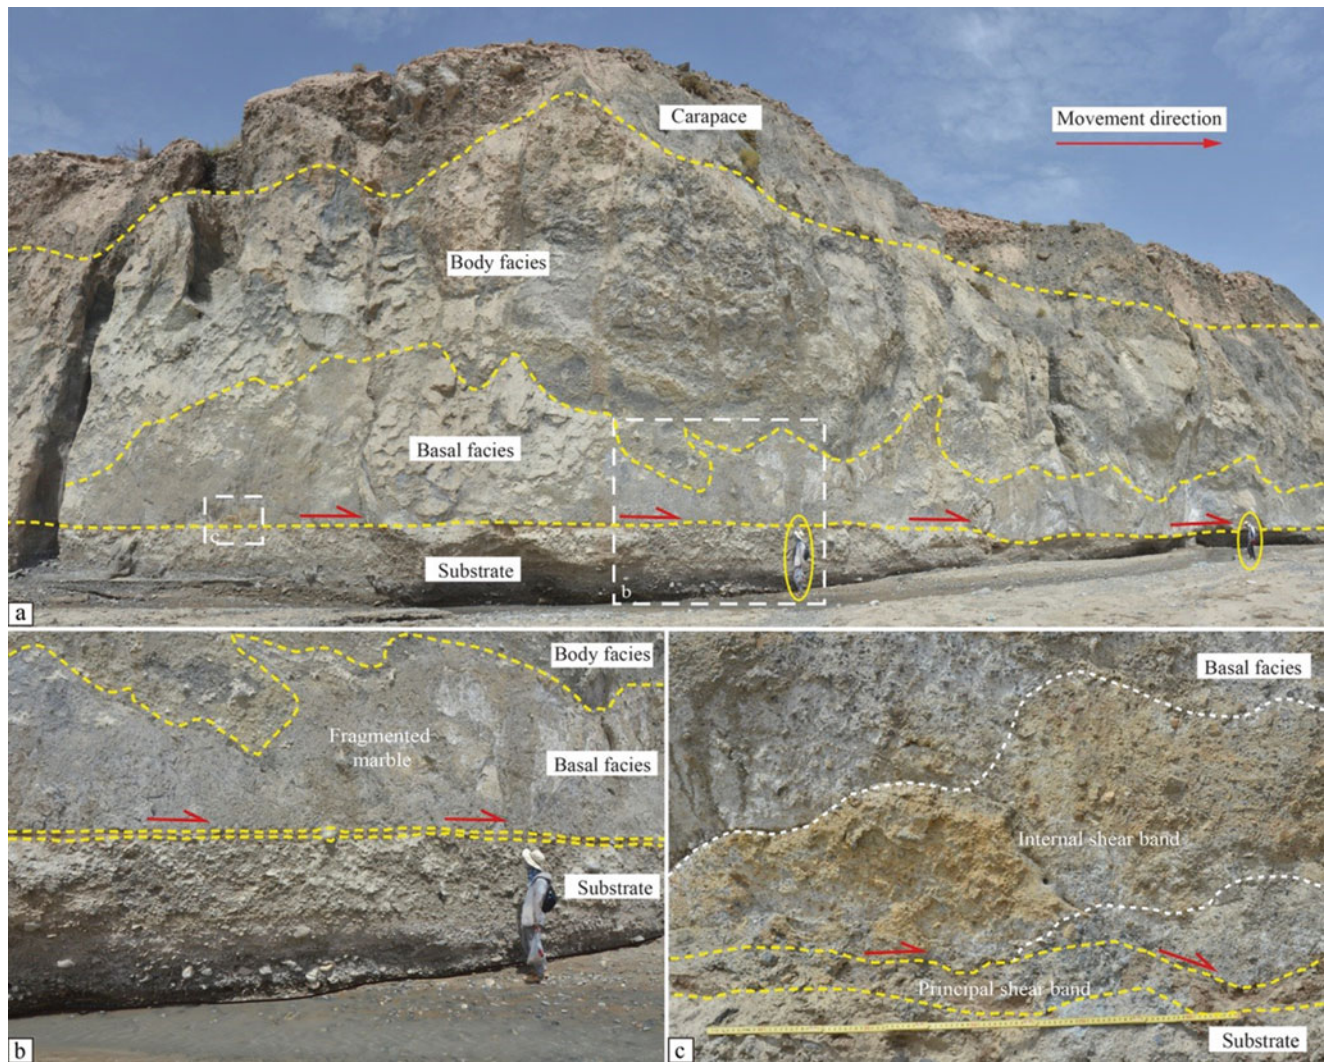 Carapace
Movement direction
Body facies
Basal facies
c
Substrate
b
a
Body facies
Fragmented
marble
Basal facies
Substrate
b
Basal facies
Internal shear band
Principal shear band
Substrate
c